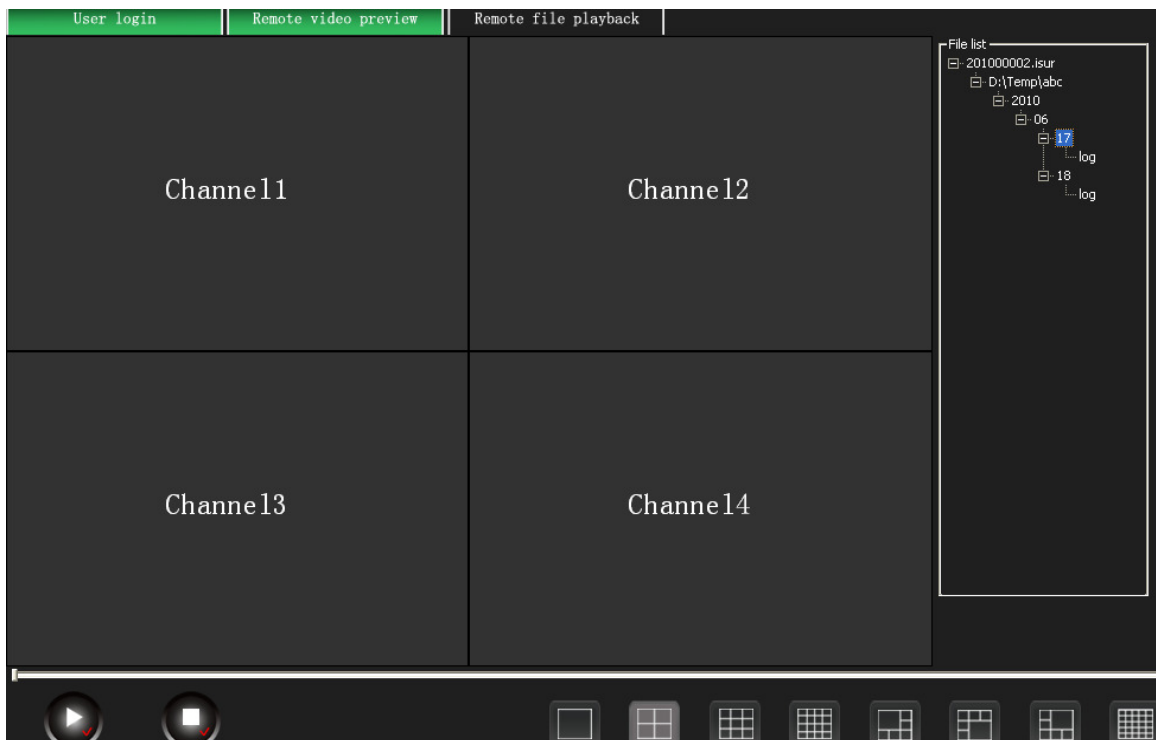 User login
Remote video preview
Remote file playback
Channel1
Channel2
Channel3
Channel4
File list
201000002.isur
D:\Temp\abc
2010
06
17
log
18
log